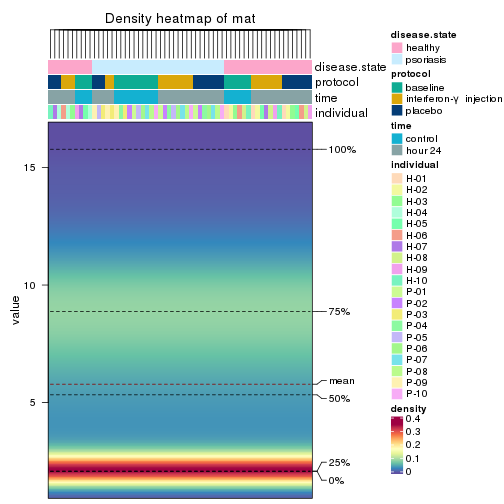 Density heatmap of mat
disease.state
protocol
time
individual
value
15
10
5
100%
75%
mean
50%
25%
0%
disease.state
healthy
psoriasis
protocol
baseline
interferon-γ injection
placebo
time
control
hour 24
individual
H-01
H-02
H-03
H-04
H-05
H-06
H-07
H-08
H-09
H-10
P-01
P-02
P-03
P-04
P-05
P-06
P-07
P-08
P-09
P-10
density
0.4
0.3
0.2
0.1
0